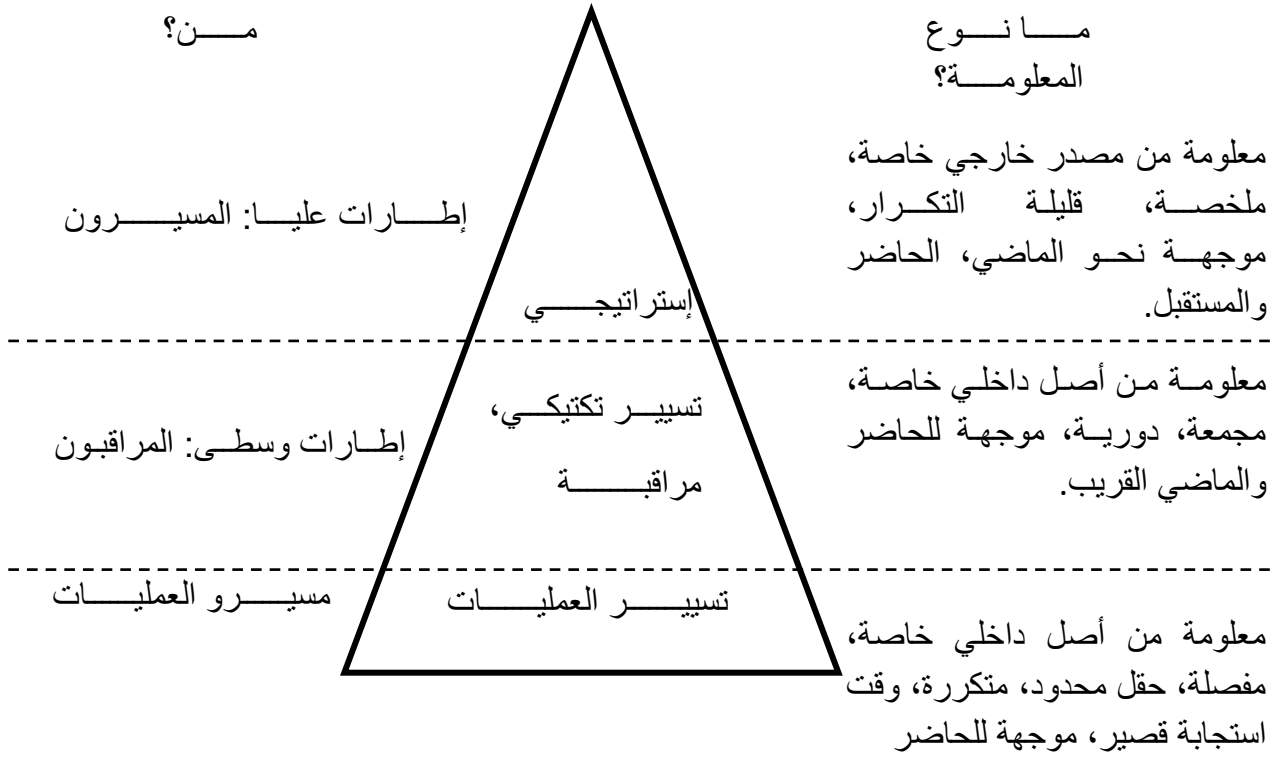 ما نوع
المعلومة؟
من؟
معلومة من مصدر خارجي خاصة،
ملخصة، قليلة التكرار،
موجهة نحو الماضي، الحاضر
والمستقبل.
إستراتيجي
إطارات عليا: المسيرون
معلومة من أصل داخلي خاصة،
مجمعة، دورية، موجهة للحاضر
والماضي القريب.
تسيير تكتيكي،
مراقبة
إطارات وسطى: المراقبون
معلومة من أصل داخلي خاصة،
مفصلة، حقل محدود، متكررة، وقت
استجابة قصير، موجهة للحاضر
تسيير العمليات
مسيرو العمليات